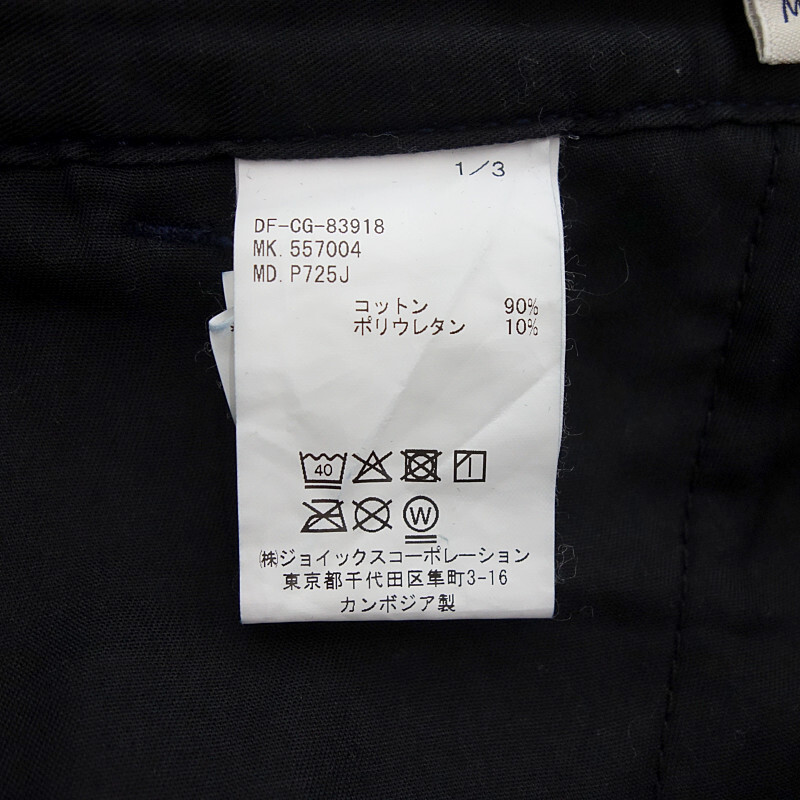 M
1/3
DF-CG-83918
MK. 557004
MD. P725J
コットン 90%
ポリウレタン 10%
40
W
㈱ジョイックスコーポレーション
東京都千代田区隼町3-16
カンボジア製